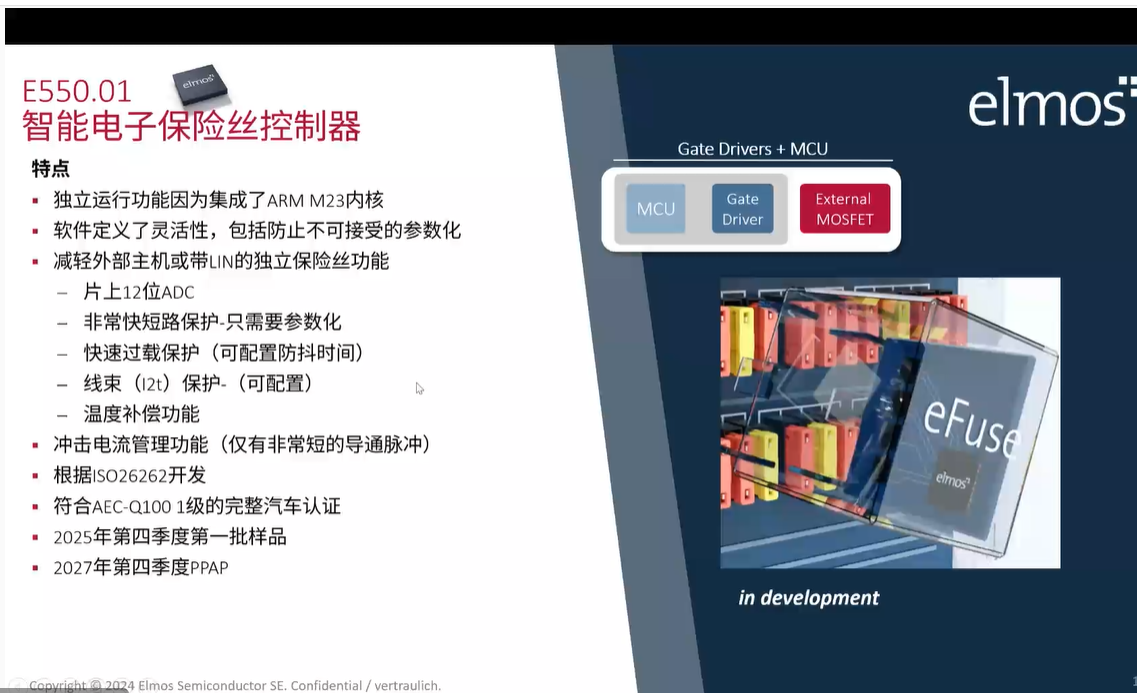 E550.01
elmos
智能电子保险丝控制器
特点
▪ 独立运行功能因为集成了ARM M23内核
▪ 软件定义了灵活性，包括防止不可接受的参数化
▪ 减轻外部主机或带LIN的独立保险丝功能
– 片上12位ADC
– 非常快短路保护-只需要参数化
– 快速过载保护（可配置防抖时间）
– 线束（I2t）保护-（可配置）
– 温度补偿功能
▪ 冲击电流管理功能（仅有非常短的导通脉冲）
▪ 根据ISO26262开发
▪ 符合AEC-Q100 1级的完整汽车认证
▪ 2025年第四季度第一批样品
▪ 2027年第四季度PPAP
Copyright © 2024 Elmos Semiconductor SE. Confidential / vertraulich.
elmos
Gate Drivers + MCU
MCU
Gate
Driver
External
MOSFET
eFuse
elmos
in development